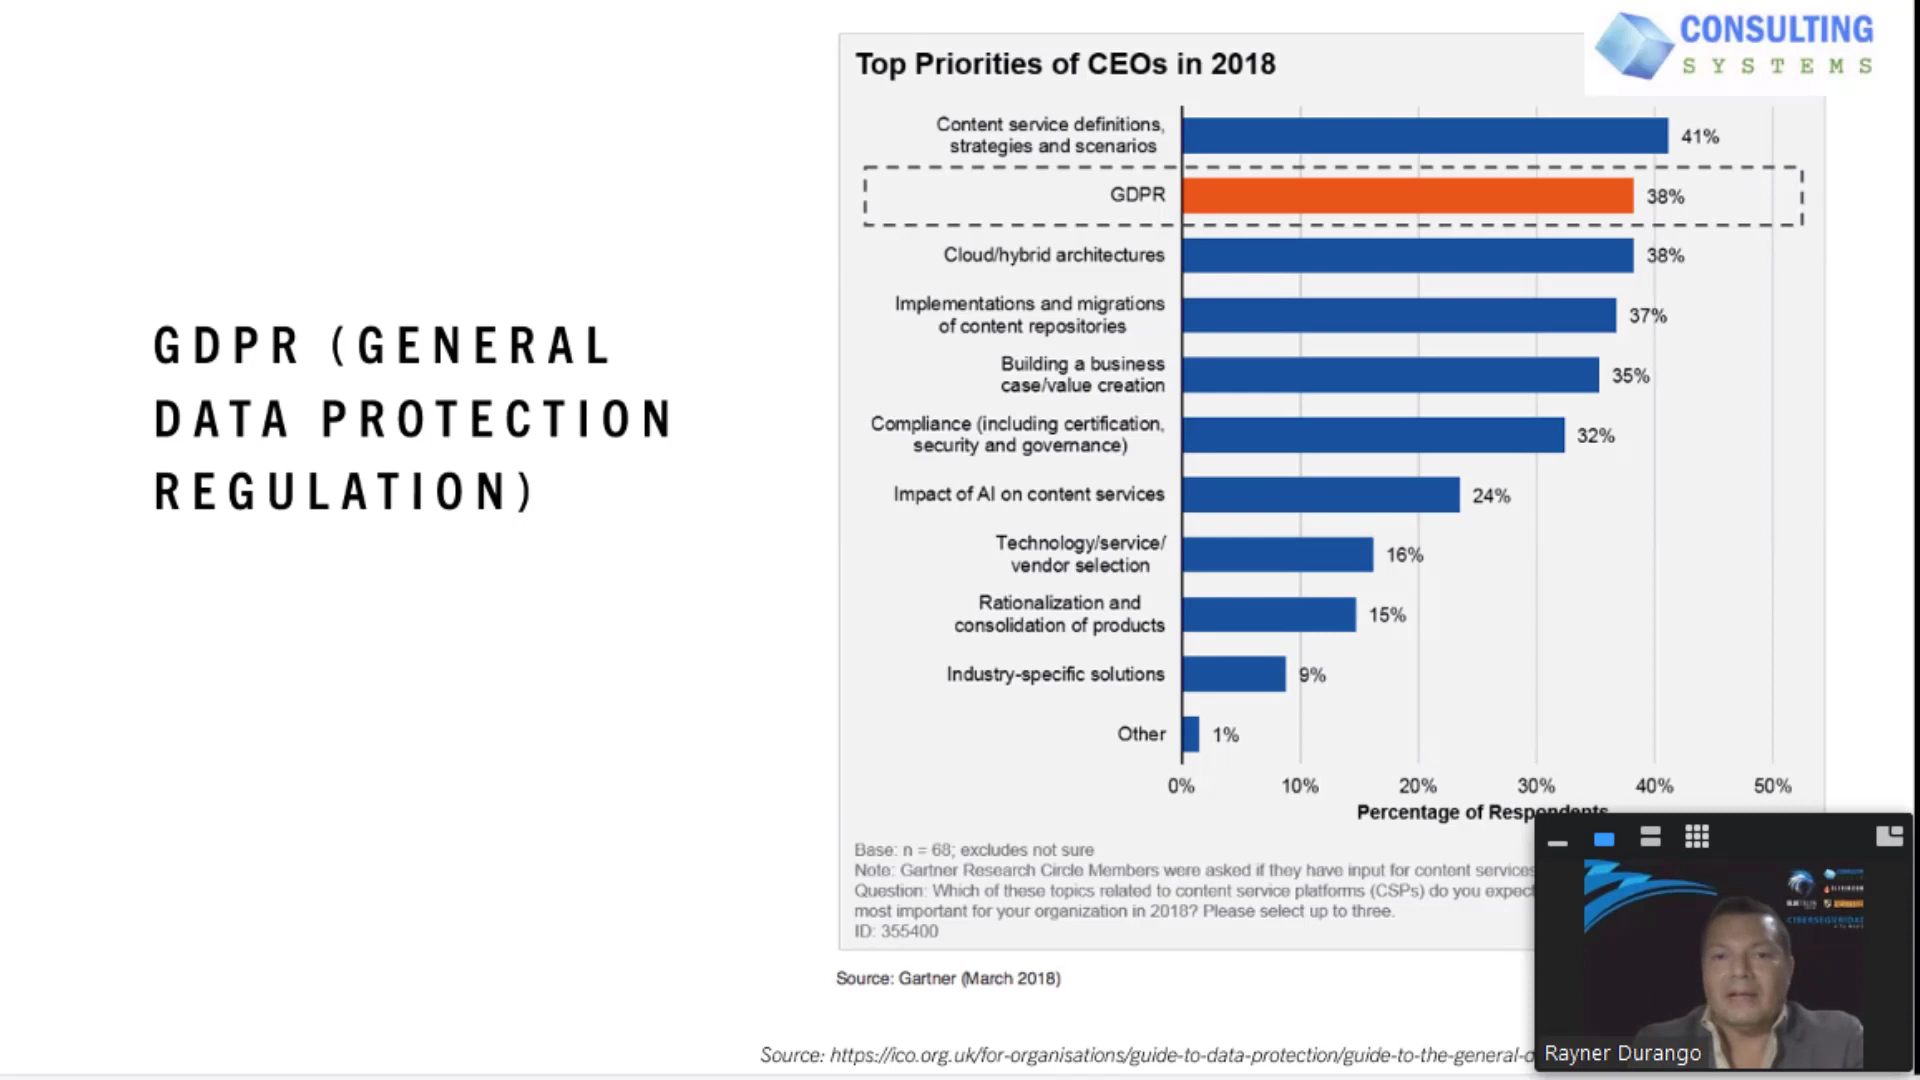 CONSULTING
SYSTEMS
GDPR (GENERAL
DATA PROTECTION
REGULATION)
Top Priorities of CEOs in 2018
Content service definitions,
strategies and scenarios
41%
GDPR
38%
Cloud/hybrid architectures
38%
Implementations and migrations
of content repositories
37%
Building a business
case/value creation
35%
Compliance (including certification,
security and governance)
32%
Impact of AI on content services
24%
Technology/service/
vendor selection
16%
Rationalization and
consolidation of products
15%
Industry-specific solutions
9%
Other
1%
0% 10% 20% 30% 40% 50%
Percentage of Respondents
Base: n = 68; excludes not sure
Note: Gartner Research Circle Members were asked if they have input for content services
Question: Which of these topics related to content service platforms (CSPs) do you expect
most important for your organization in 2018? Please select up to three.
ID: 355400
Source: Gartner (March 2018)
Source: https://ico.org.uk/for-organisations/guide-to-data-protection/guide-to-the-general-d
Rayner Durango